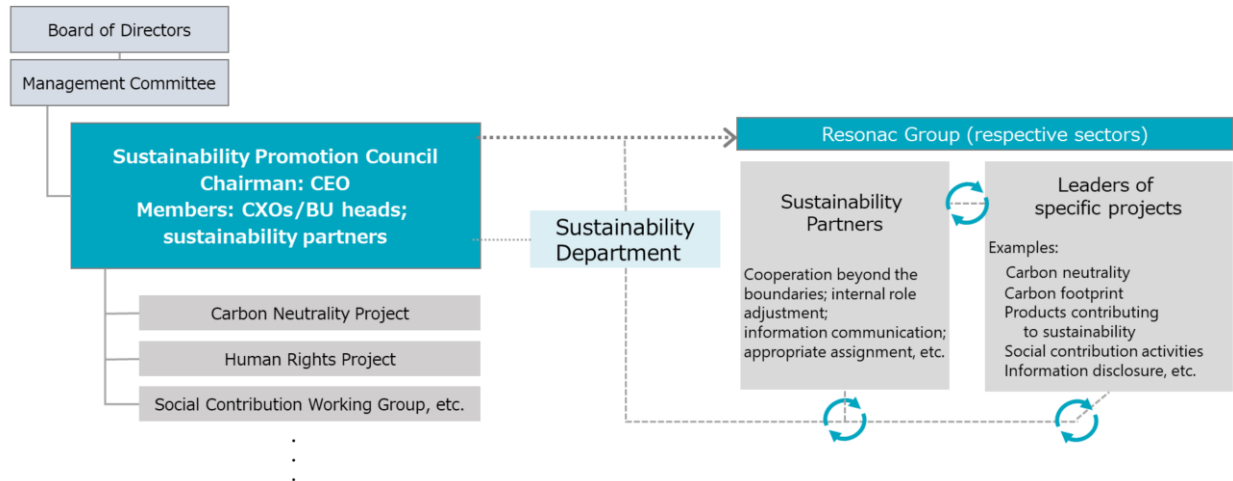 Board of Directors
Management Committee
Sustainability Promotion Council
Chairman: CEO
Members: CXOs/BU heads;
sustainability partners
Carbon Neutrality Project
Human Rights Project
Social Contribution Working Group, etc.
Sustainability
Department
Resonac Group (respective sectors)
Sustainability
Partners
Cooperation beyond the
boundaries; internal role
adjustment;
information communication;
appropriate assignment, etc.
Leaders of
specific projects
Examples:
Carbon neutrality
Carbon footprint
Products contributing
to sustainability
Social contribution activities
Information disclosure, etc.